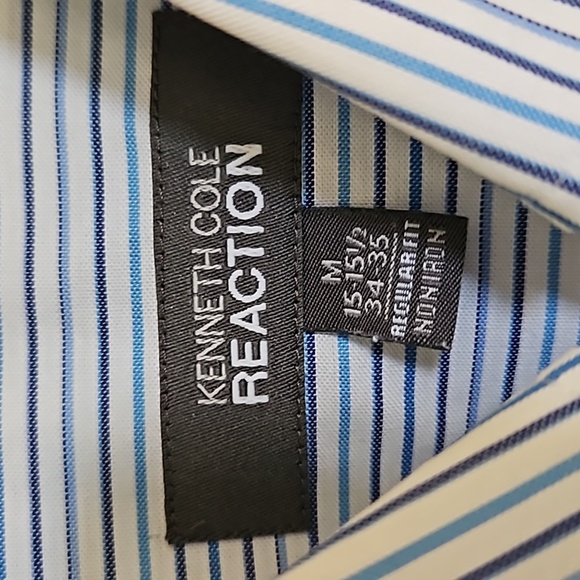 KENNETH COLE
REACTION
M
15-15½
34-35
REGULAR FIT
NON IRON